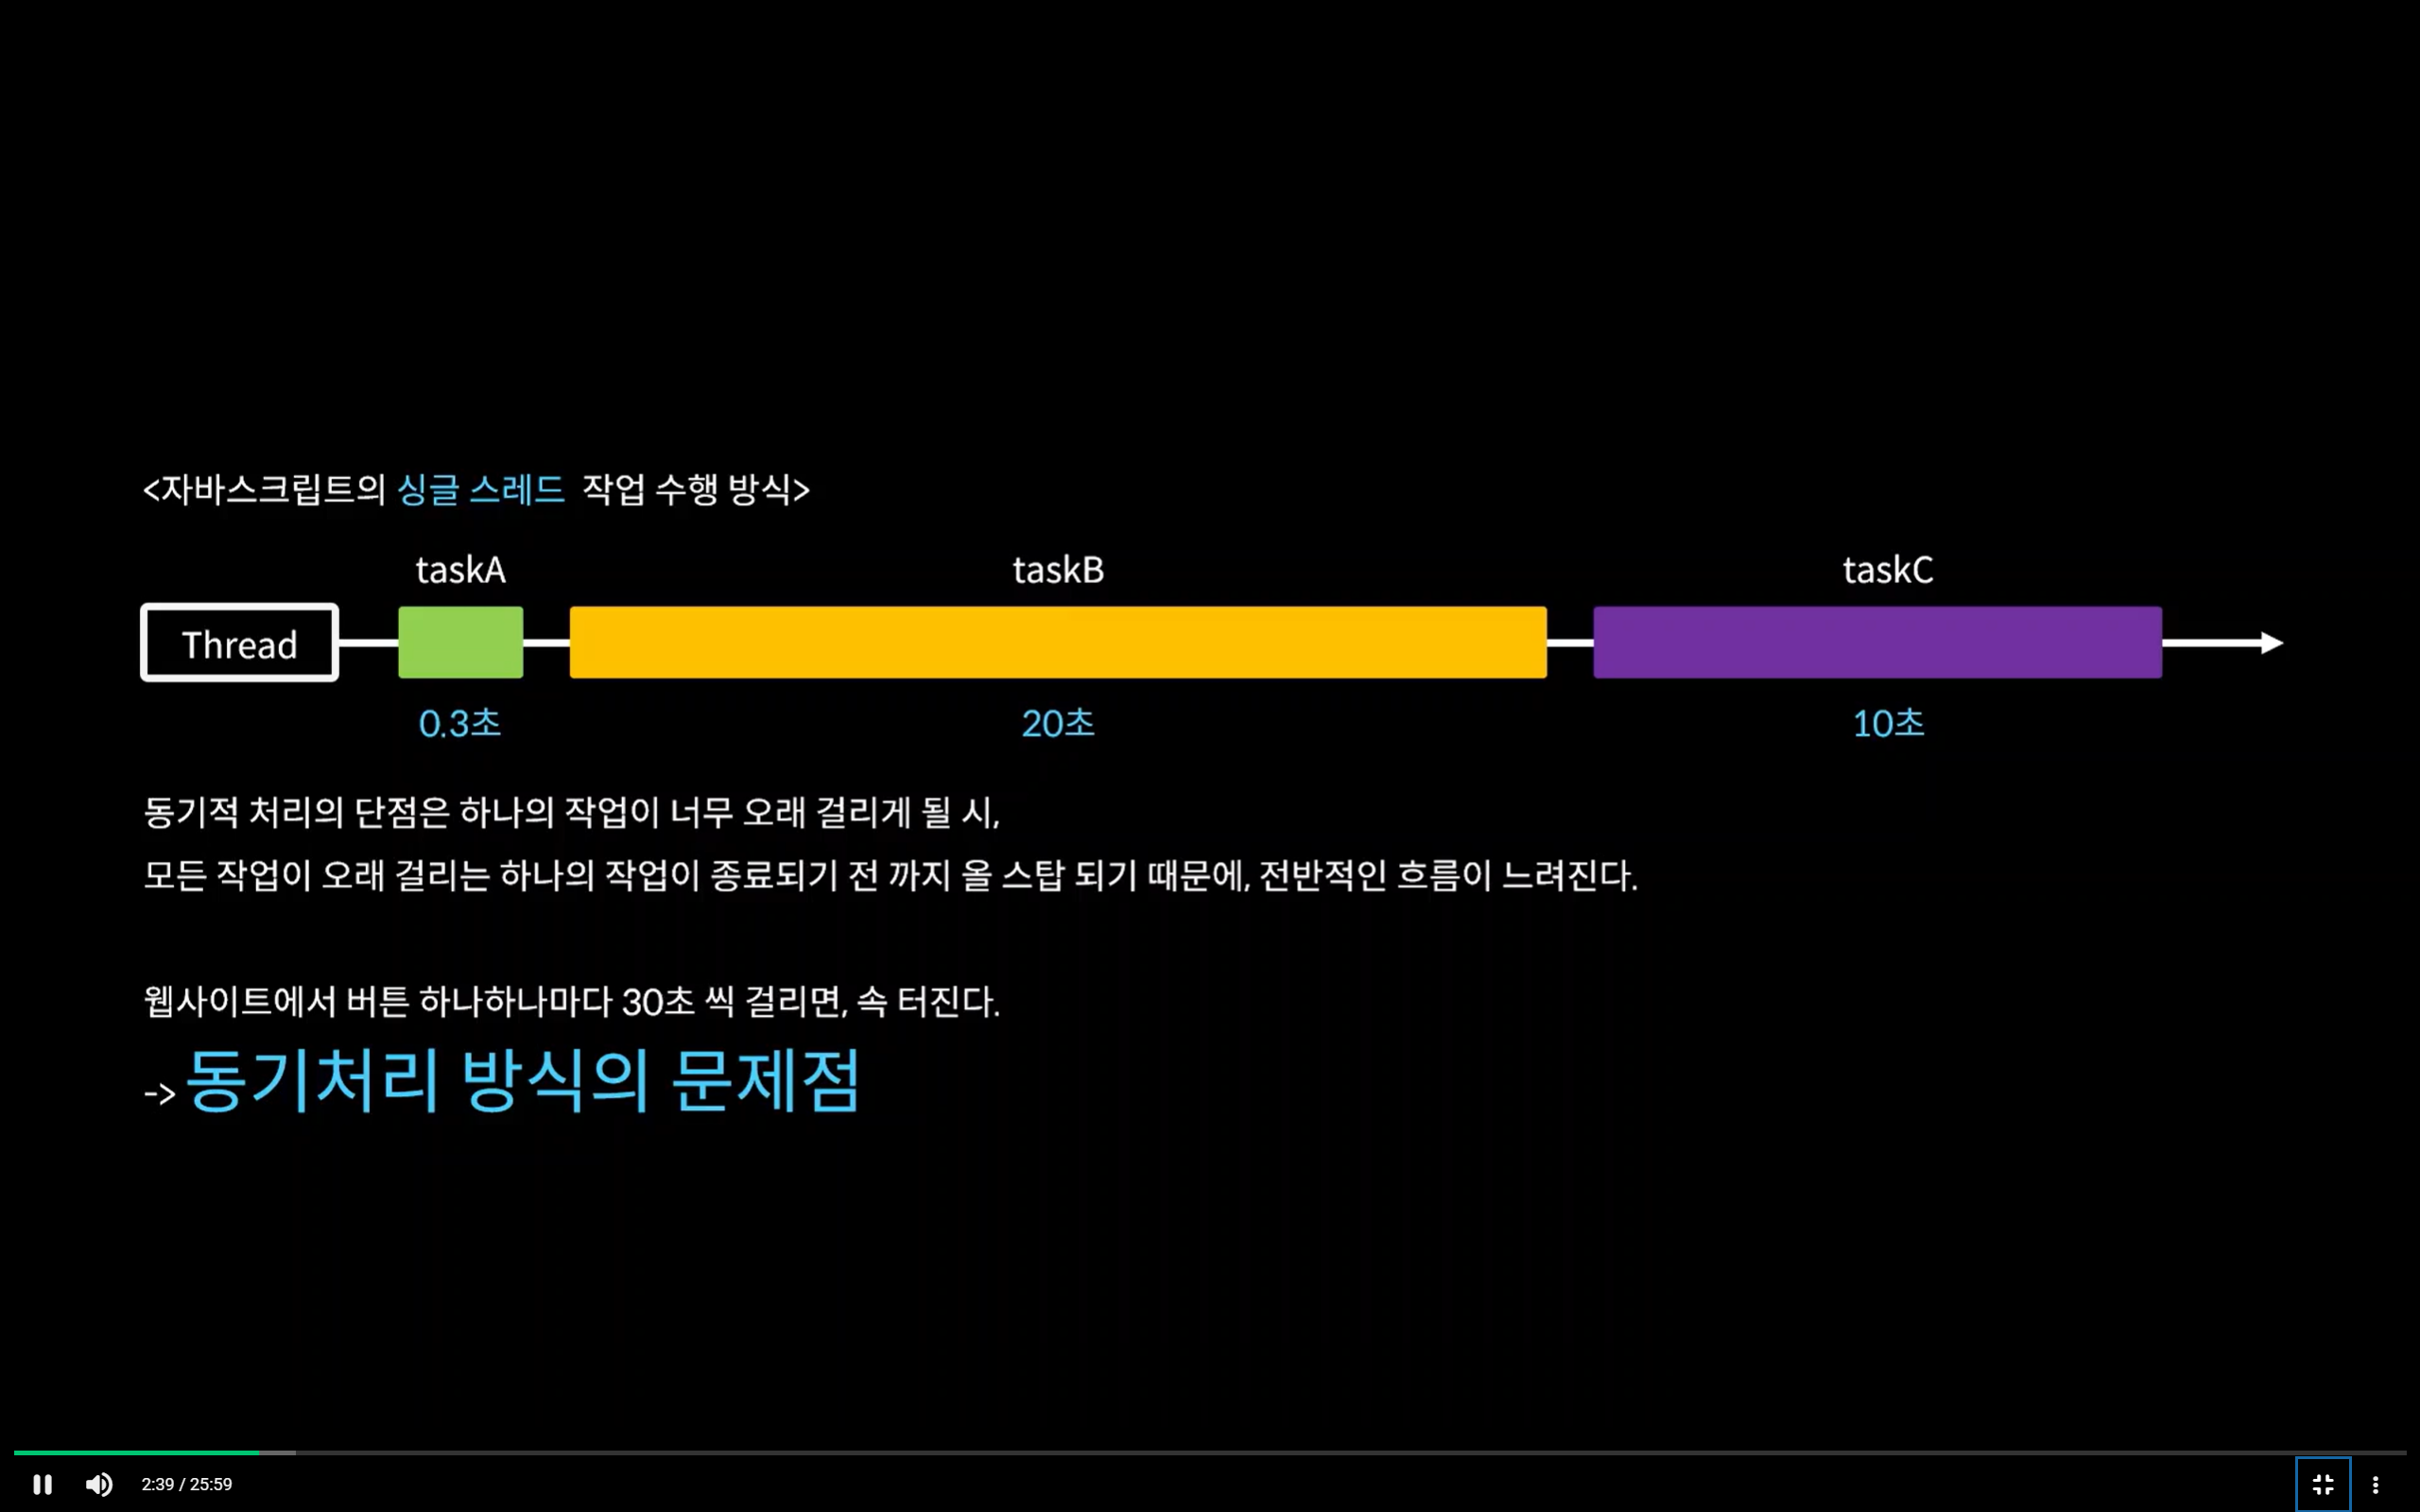 <자바스크립트의 싱글 스레드 작업 수행 방식>
taskA taskB taskC
Thread
0.3초 20초 10초
동기적 처리의 단점은 하나의 작업이 너무 오래 걸리게 될 시,
모든 작업이 오래 걸리는 하나의 작업이 종료되기 전 까지 올 스탑 되기 때문에, 전반적인 흐름이 느려진다.
웹사이트에서 버튼 하나하나마다 30초 씩 걸리면, 속 터진다.
-> 동기처리 방식의 문제점
2:39 / 25:59